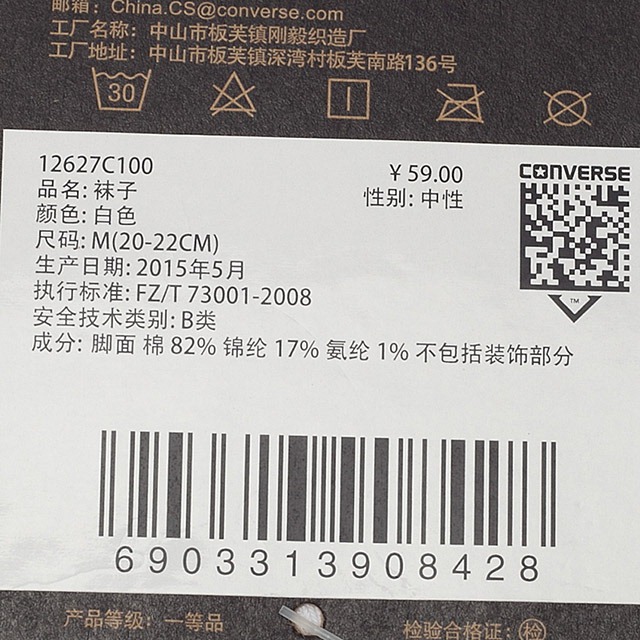 邮箱：China.CS@converse.com
工厂名称：中山市板芙镇刚毅织造厂
工厂地址：中山市板芙镇深湾村板芙南路136号
30
12627C100
¥ 59.00
CONVERSE
品名: 袜子
性别: 中性
颜色: 白色
尺码: M(20-22CM)
生产日期: 2015年5月
TM
执行标准: FZ/T 73001-2008
安全技术类别: B类
成分: 脚面 棉 82% 锦纶 17% 氨纶 1% 不包括装饰部分
6903313908428
产品等级：一等品
检验合格证：检